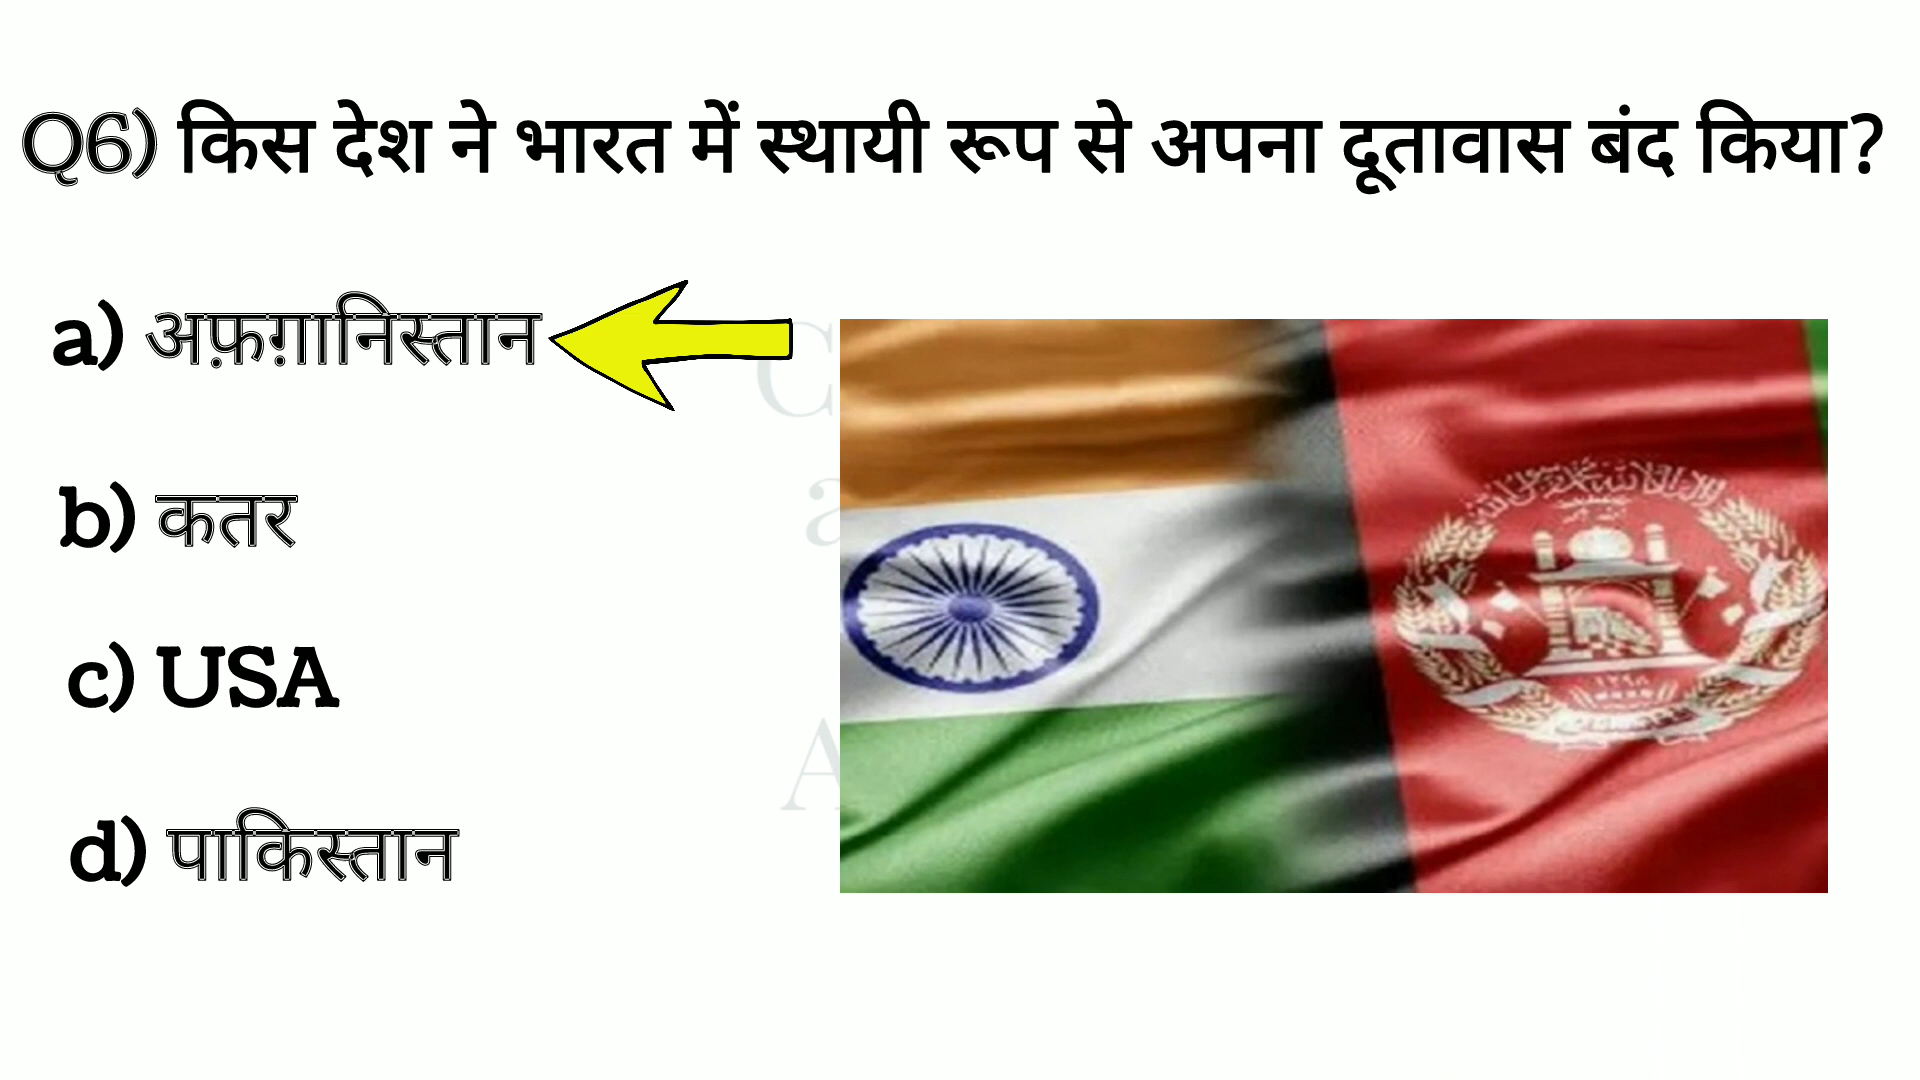 Q6) किस देश ने भारत में स्थायी रूप से अपना दूतावास बंद किया?
a) अफ़ग़ानिस्तान
b) कतर
c) USA
d) पाकिस्तान